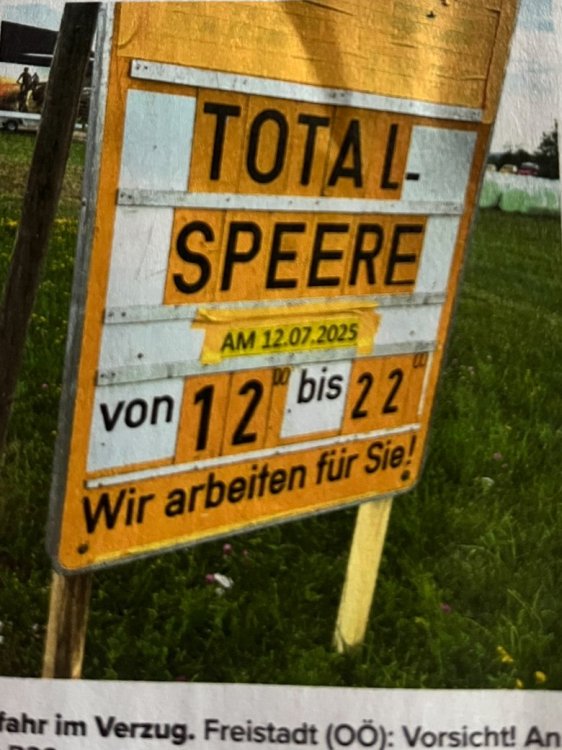 TOTAL-
SPEERE
AM 12.07.2025
von 12⁰⁰ bis 22⁰⁰
Wir arbeiten für Sie!
fahr im Verzug. Freistadt (OÖ): Vorsicht! An